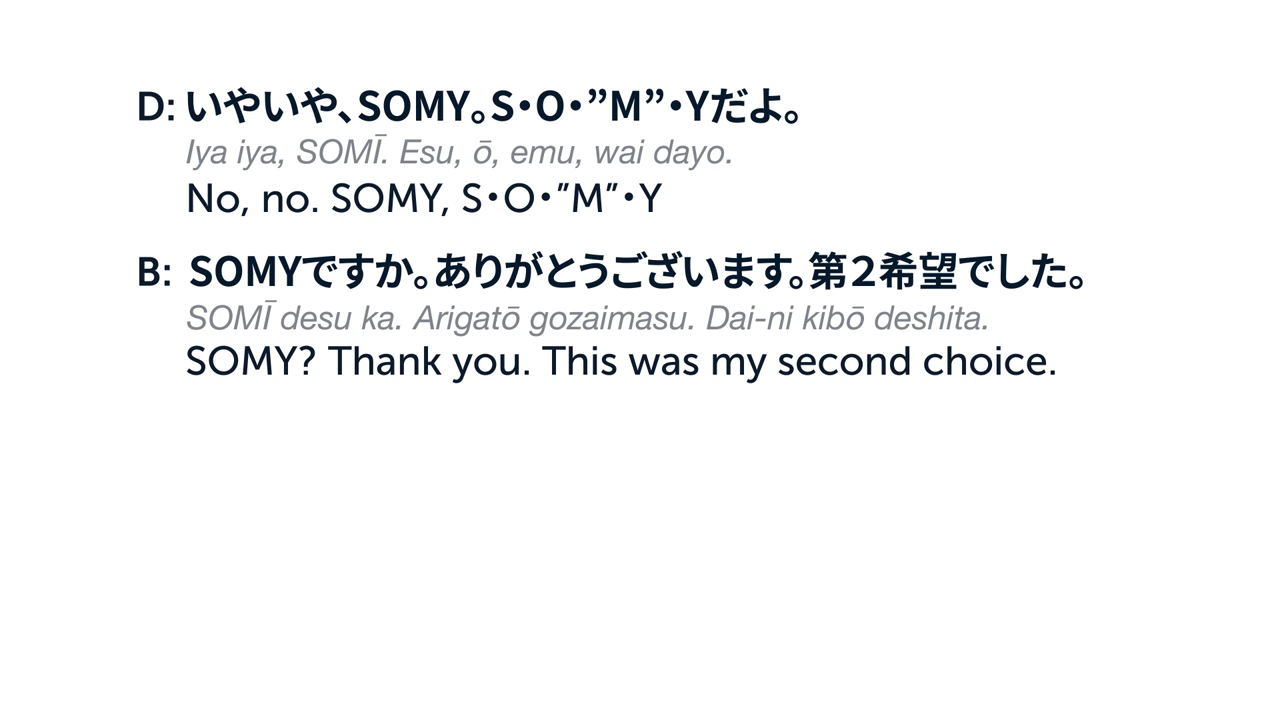 D: いやいや、SOMY。S・O・”M”・Yだよ。
Iya iya, SOMĪ. Esu, ō, emu, wai dayo.
No, no. SOMY, S・O・”M”・Y
B: SOMYですか。ありがとうございます。第２希望でした。
SOMĪ desu ka. Arigatō gozaimasu. Dai-ni kibō deshita.
SOMY? Thank you. This was my second choice.